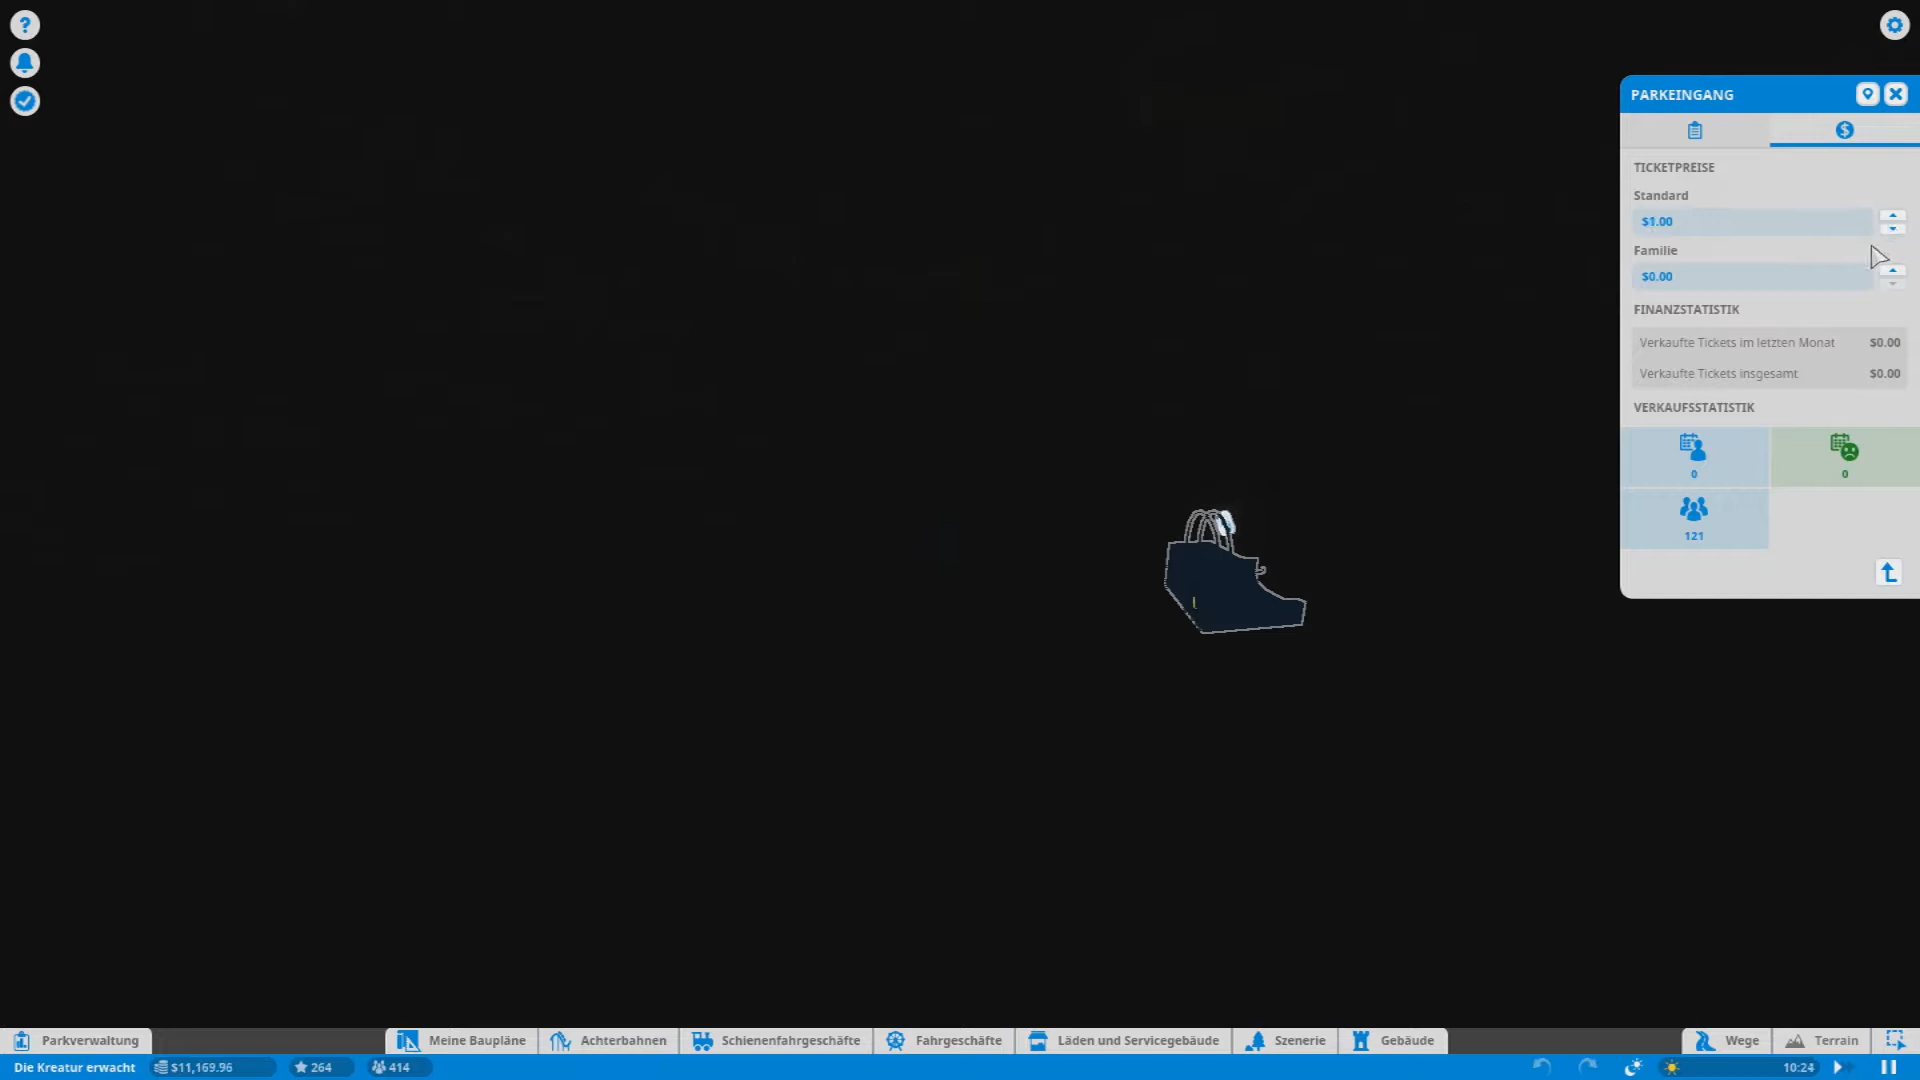 PARKEINGANG
TICKETPREISE
Standard
$1.00
Familie
$0.00
FINANZSTATISTIK
Verkaufte Tickets im letzten Monat $0.00
Verkaufte Tickets insgesamt $0.00
VERKAUFSSTATISTIK
0 0
121
Parkverwaltung Meine Baupläne Achterbahnen Schienenfahrgeschäfte Fahrgeschäfte Läden und Servicegebäude Szenerie Gebäude Wege Terrain
Die Kreatur erwacht $11,169.96 264 414 10:24